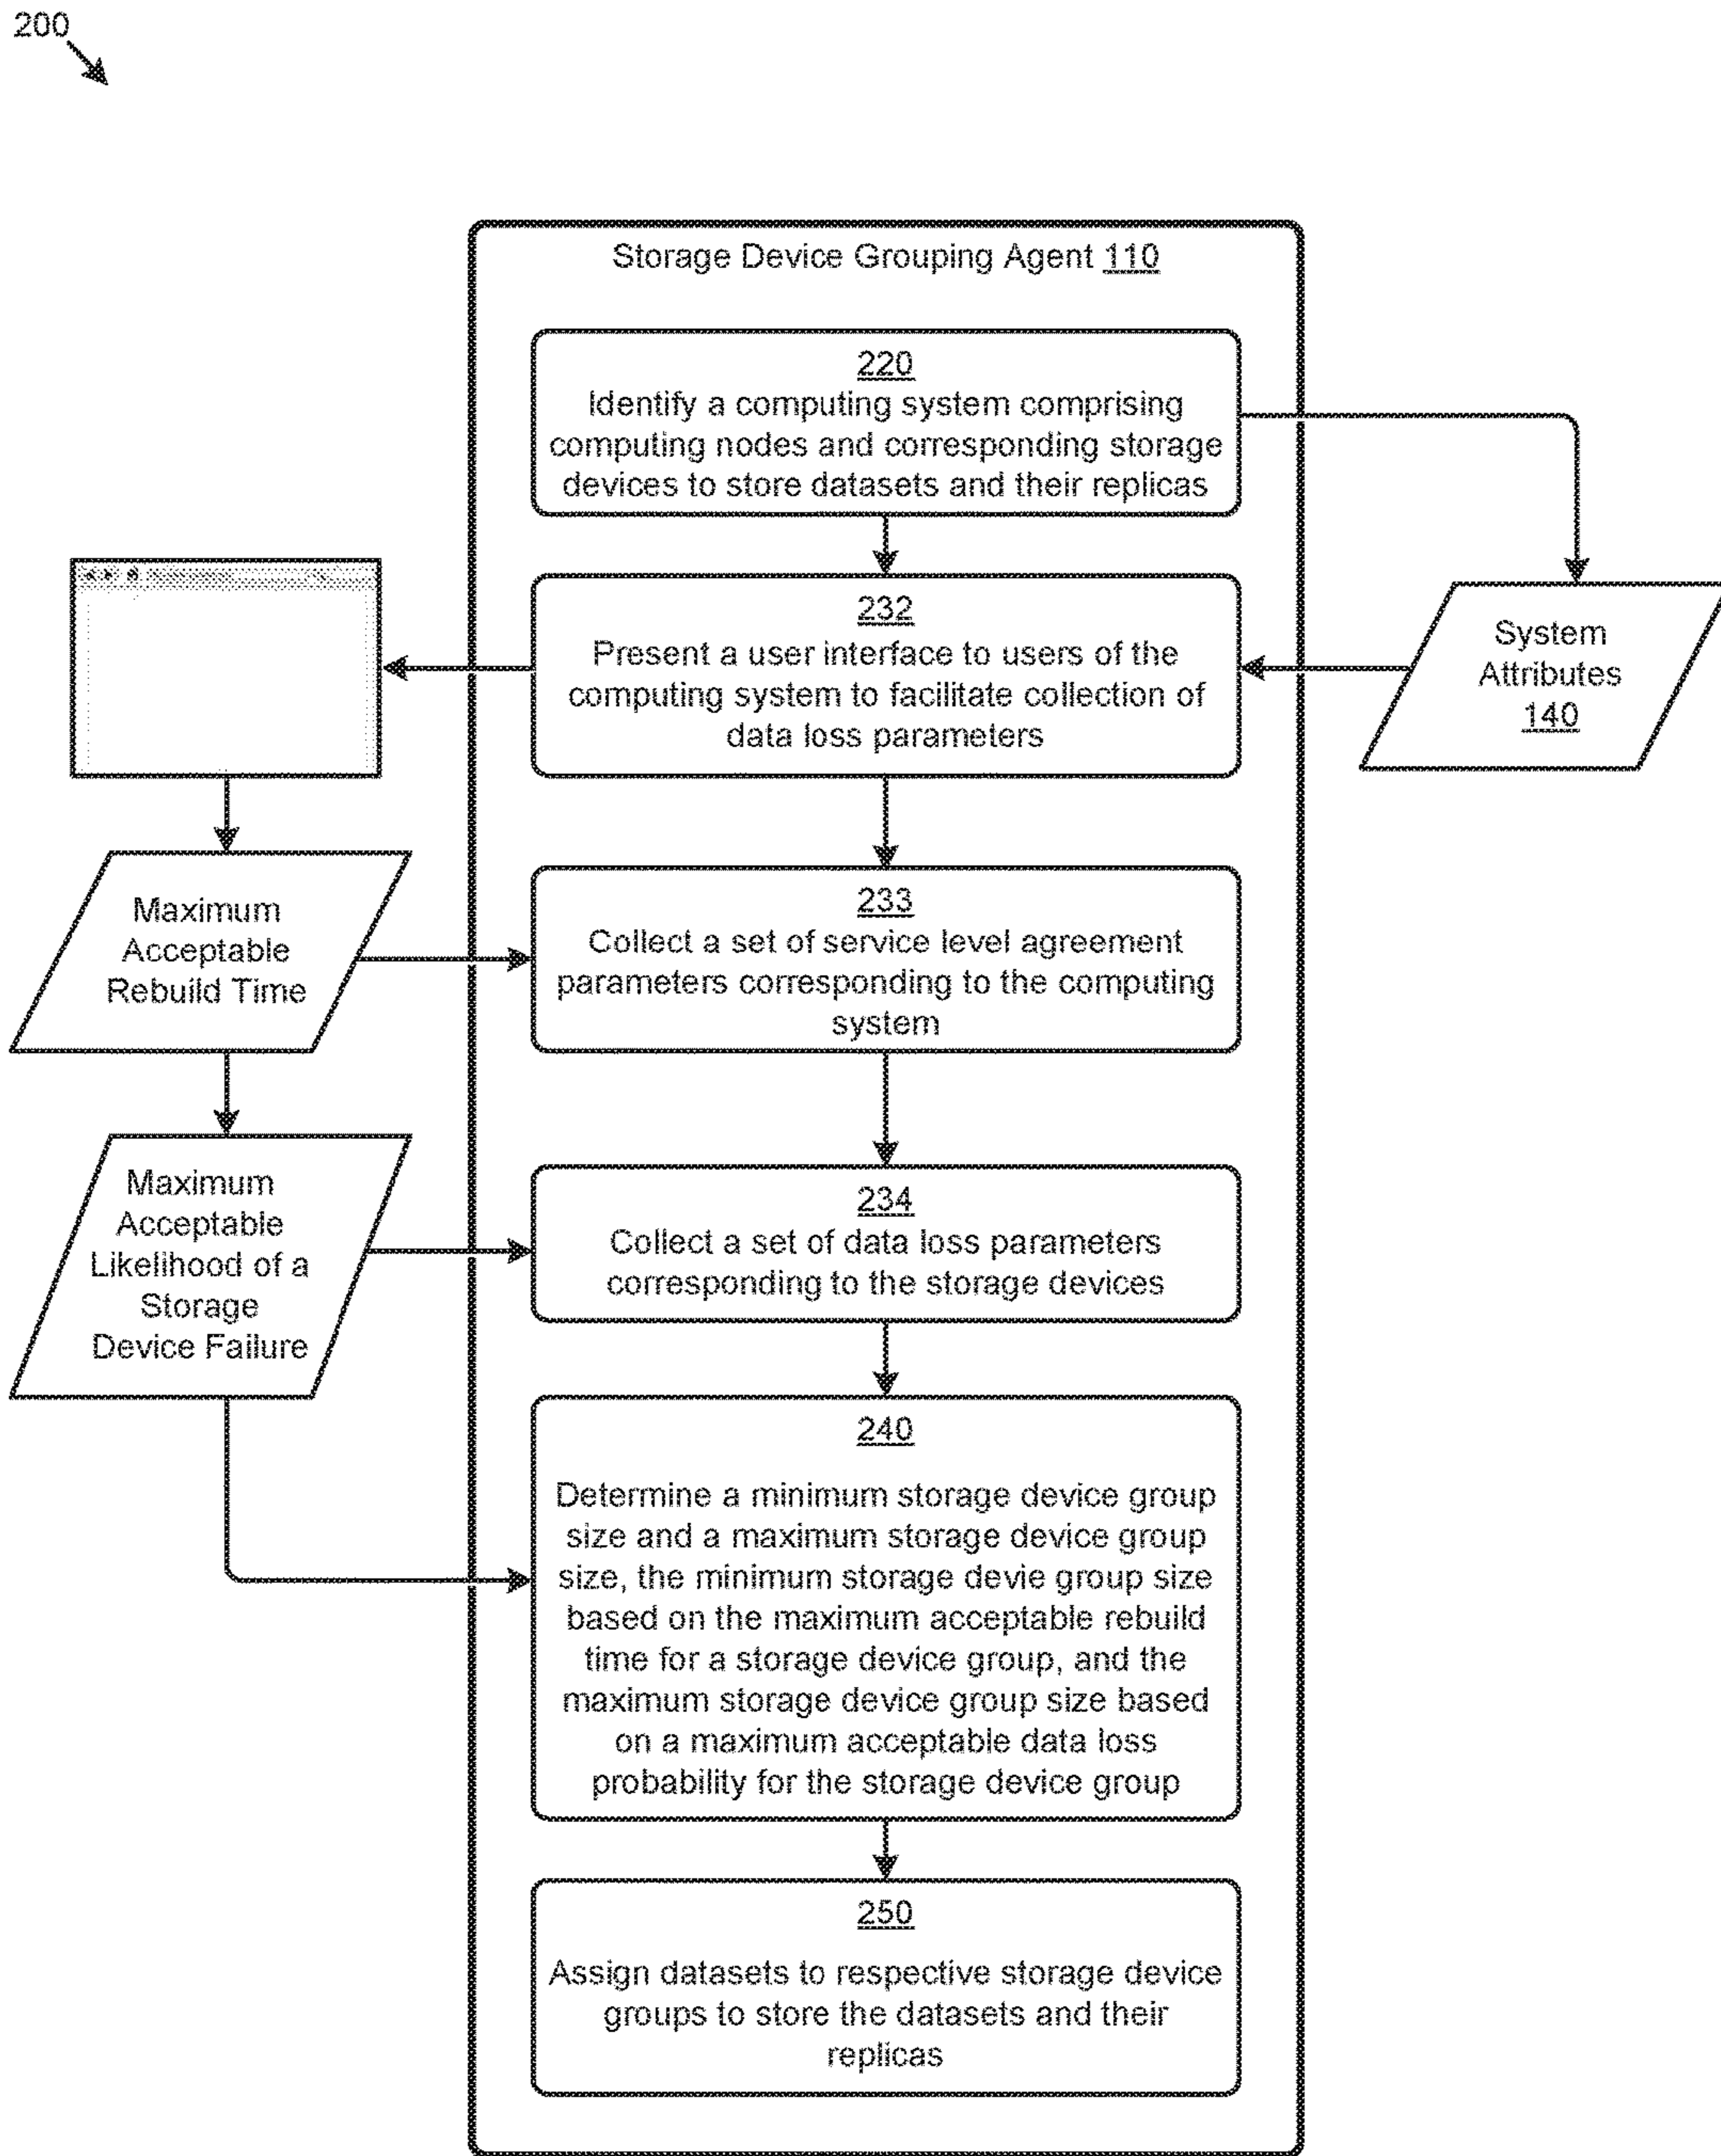 200
Storage Device Grouping Agent 110
220
Identify a computing system comprising
computing nodes and corresponding storage
devices to store datasets and their replicas
232
Present a user interface to users of the
computing system to facilitate collection of
data loss parameters
System
Attributes
140
Maximum
Acceptable
Rebuild Time
233
Collect a set of service level agreement
parameters corresponding to the computing
system
Maximum
Acceptable
Likelihood of a
Storage
Device Failure
234
Collect a set of data loss parameters
corresponding to the storage devices
240
Determine a minimum storage device group
size and a maximum storage device group
size, the minimum storage devie group size
based on the maximum acceptable rebuild
time for a storage device group, and the
maximum storage device group size based
on a maximum acceptable data loss
probability for the storage device group
250
Assign datasets to respective storage device
groups to store the datasets and their
replicas